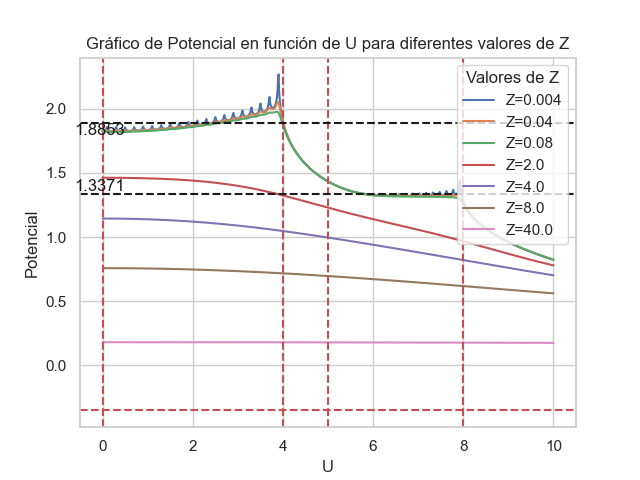 Gráfico de Potencial en función de U para diferentes valores de Z
Valores de Z
Z=0.004
Z=0.04
Z=0.08
Z=2.0
Z=4.0
Z=8.0
Z=40.0
1.8853
1.3371
2.0
1.5
1.0
0.5
0.0
Potencial
0 2 4 6 8 10
U